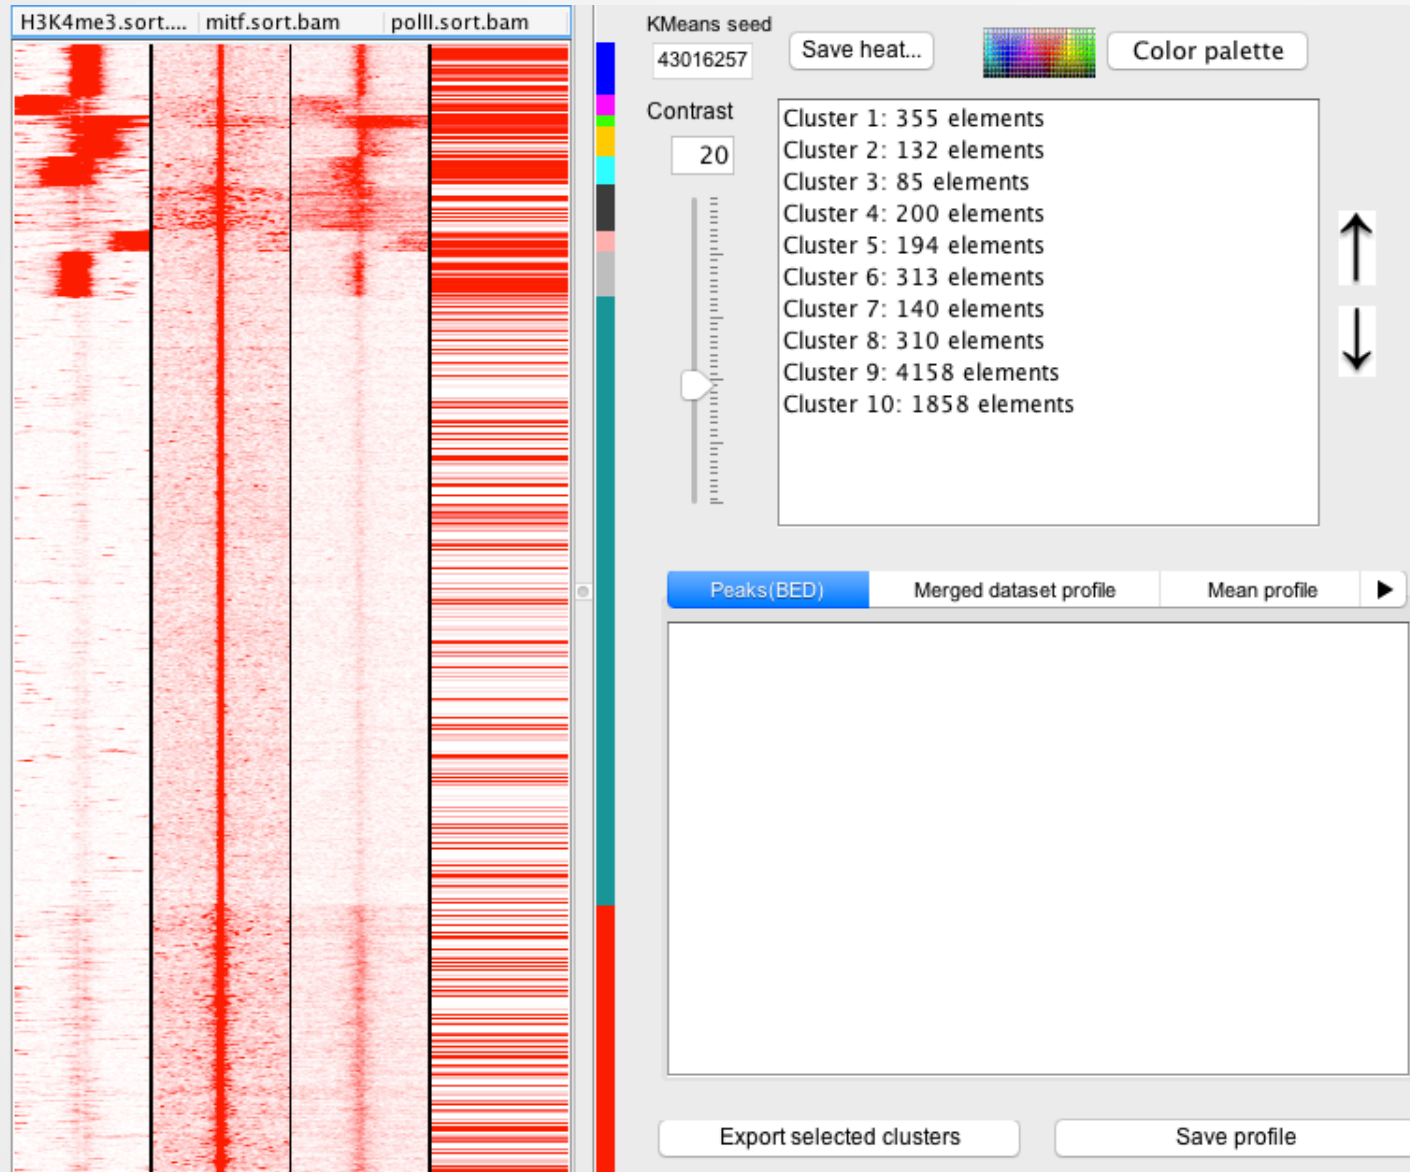 H3K4me3.sort.... mitf.sort.bam polII.sort.bam
KMeans seed
43016257
Save heat...
Color palette
Contrast
20
Cluster 1: 355 elements
Cluster 2: 132 elements
Cluster 3: 85 elements
Cluster 4: 200 elements
Cluster 5: 194 elements
Cluster 6: 313 elements
Cluster 7: 140 elements
Cluster 8: 310 elements
Cluster 9: 4158 elements
Cluster 10: 1858 elements
Peaks(BED) Merged dataset profile Mean profile
Export selected clusters Save profile